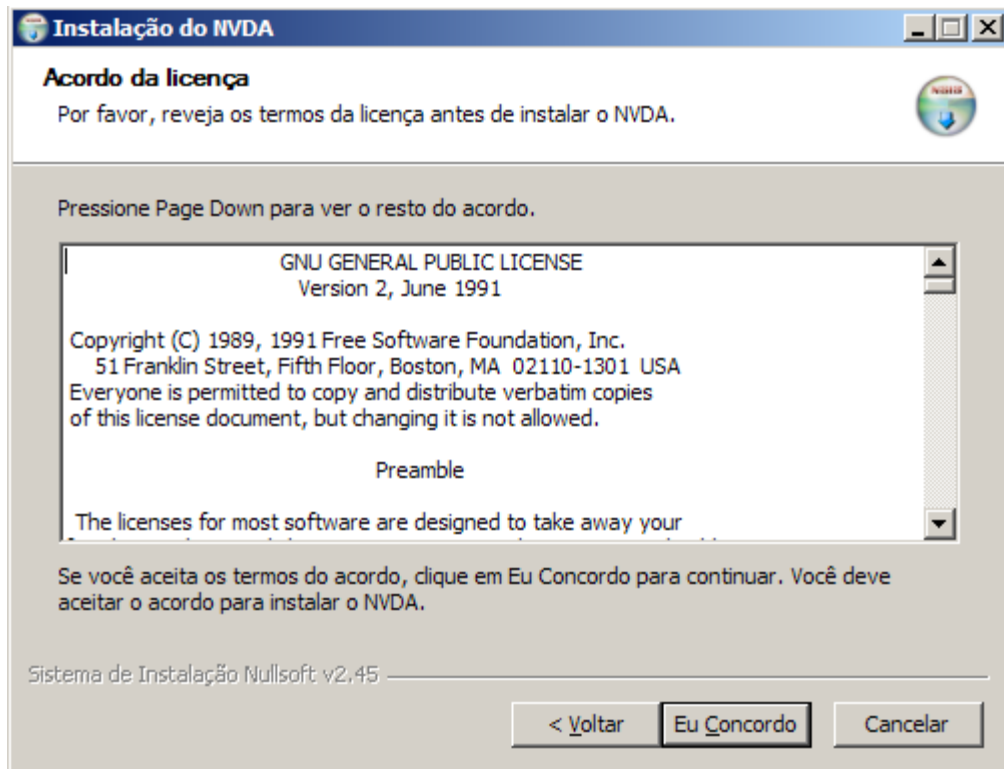 Instalação do NVDA
Acordo da licença
Por favor, reveja os termos da licença antes de instalar o NVDA.
Pressione Page Down para ver o resto do acordo.
GNU GENERAL PUBLIC LICENSE
Version 2, June 1991
Copyright (C) 1989, 1991 Free Software Foundation, Inc.
51 Franklin Street, Fifth Floor, Boston, MA  02110-1301  USA
Everyone is permitted to copy and distribute verbatim copies
of this license document, but changing it is not allowed.
Preamble
The licenses for most software are designed to take away your
Se você aceita os termos do acordo, clique em Eu Concordo para continuar. Você deve
aceitar o acordo para instalar o NVDA.
Sistema de Instalação Nullsoft v2.45
< Voltar
Eu Concordo
Cancelar